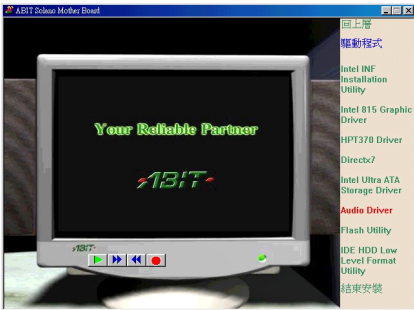 ABIT Solano Mother Board
回上層
驅動程式
Intel INF
Installation
Utility
Intel 815 Graphic
Driver
HPT370 Driver
Directx7
Intel Ultra ATA
Storage Driver
Audio Driver
Flash Utility
IDE HDD Low
Level Format
Utility
結束安裝
Your Reliable Partner
ABIT
ABIT